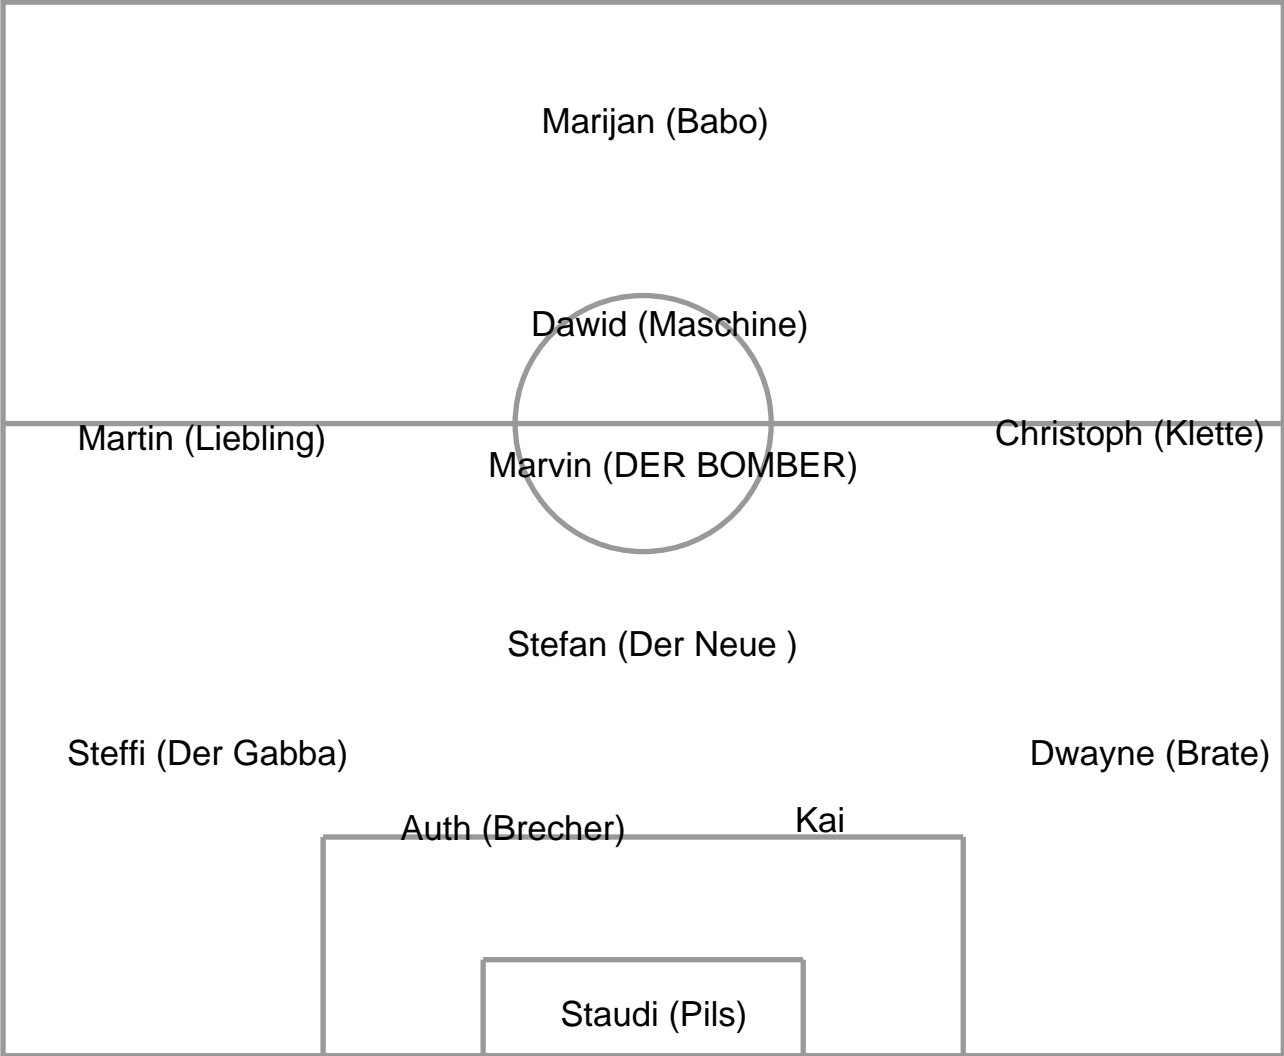 Marijan (Babo)
Dawid (Maschine)
Martin (Liebling)
Christoph (Klette)
Marvin (DER BOMBER)
Stefan (Der Neue )
Steffi (Der Gabba)
Dwayne (Brate)
Auth (Brecher)
Kai
Staudi (Pils)